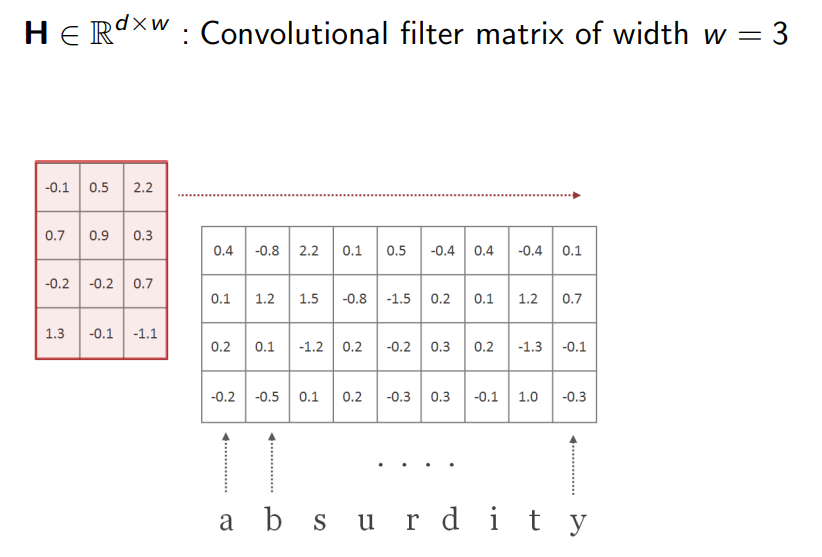 H ∈ ℝ^{d×w} : Convolutional filter matrix of width w = 3
-0.1 0.5 2.2
0.7 0.9 0.3
-0.2 -0.2 0.7
1.3 -0.1 -1.1
0.4 -0.8 2.2 0.1 0.5 -0.4 0.4 -0.4 0.1
0.1 1.2 1.5 -0.8 -1.5 0.2 0.1 1.2 0.7
0.2 0.1 -1.2 0.2 -0.2 0.3 0.2 -1.3 -0.1
-0.2 -0.5 0.1 0.2 -0.3 0.3 -0.1 1.0 -0.3
. . . .
a b s u r d i t y